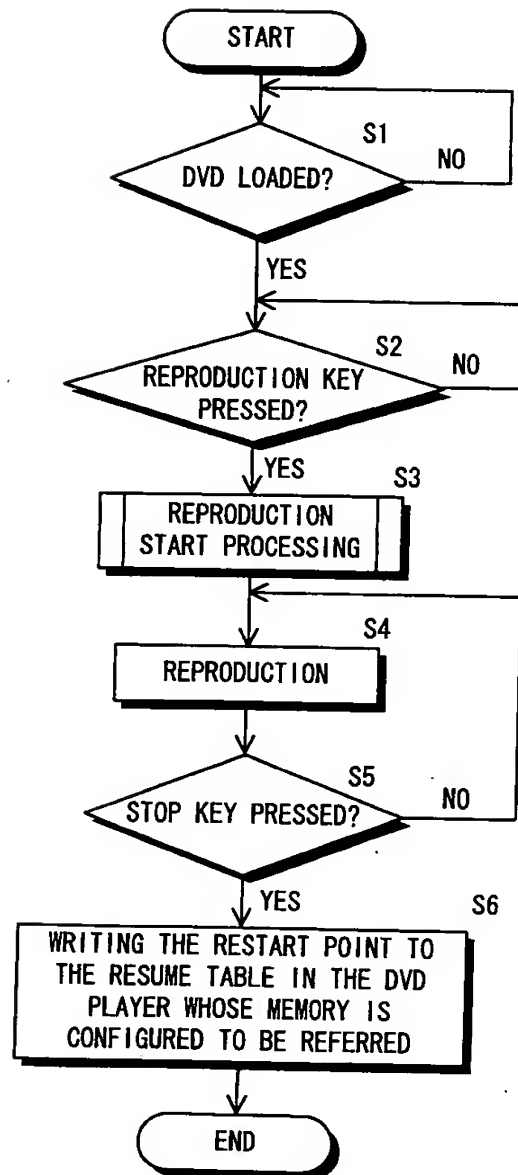 START
S1
DVD LOADED?
NO
YES
S2
REPRODUCTION KEY
PRESSED?
NO
YES
S3
REPRODUCTION
START PROCESSING
S4
REPRODUCTION
S5
STOP KEY PRESSED?
NO
YES
S6
WRITING THE RESTART POINT TO
THE RESUME TABLE IN THE DVD
PLAYER WHOSE MEMORY IS
CONFIGURED TO BE REFERRED
END